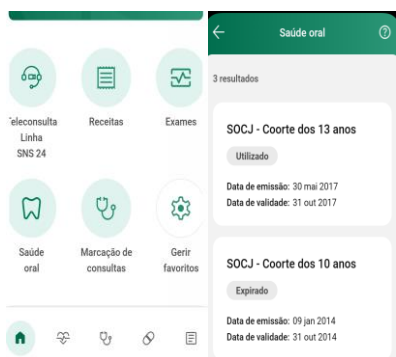 Teleconsulta
Linha
SNS 24
Receitas
Exames
Saúde
oral
Marcação de
consultas
Gerir
favoritos
Saúde oral
3 resultados
SOCJ - Coorte dos 13 anos
Utilizado
Data de emissão: 30 mai 2017
Data de validade: 31 out 2017
SOCJ - Coorte dos 10 anos
Expirado
Data de emissão: 09 jan 2014
Data de validade: 31 out 2014